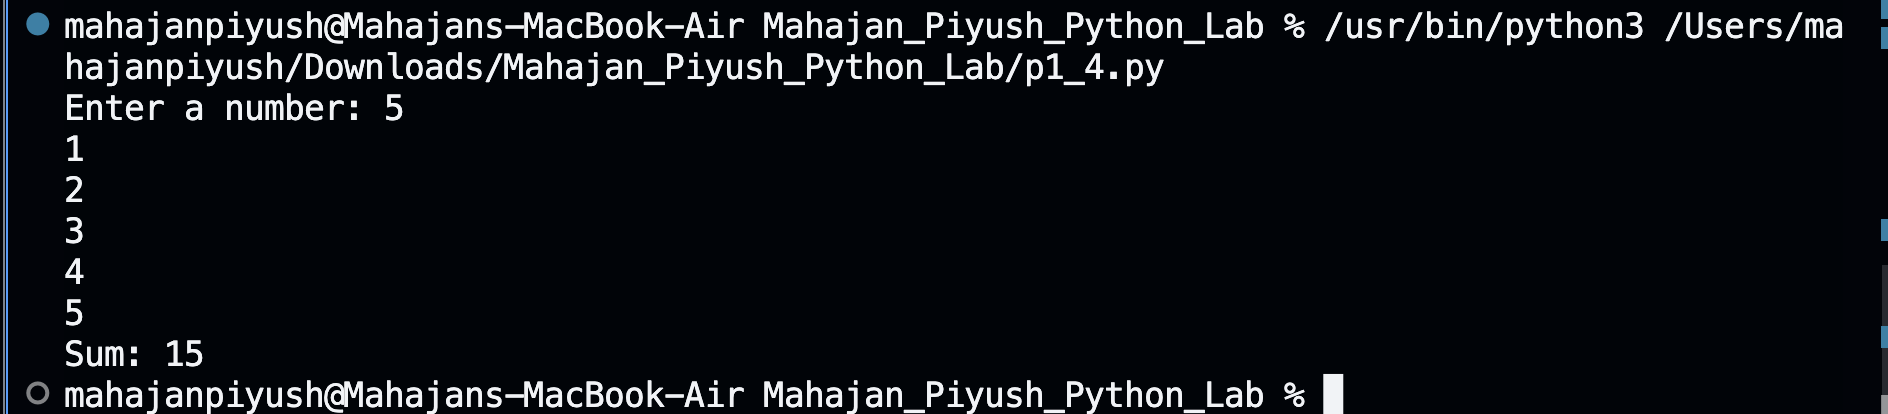 mahajanpiyush@Mahajans-MacBook-Air Mahajan_Piyush_Python_Lab % /usr/bin/python3 /Users/ma
hajanpiyush/Downloads/Mahajan_Piyush_Python_Lab/p1_4.py
Enter a number: 5
1
2
3
4
5
Sum: 15
mahajanpiyush@Mahajans-MacBook-Air Mahajan_Piyush_Python_Lab %